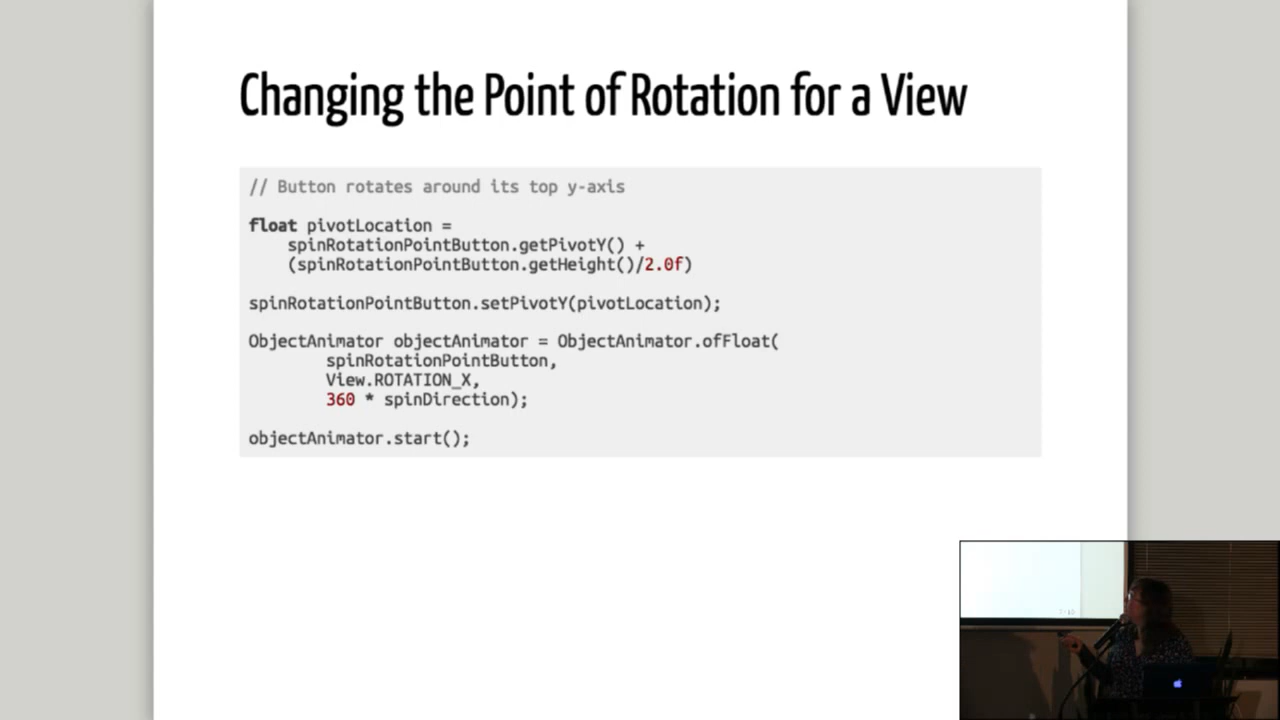 Changing the Point of Rotation for a View
// Button rotates around its top y-axis
float pivotLocation =
spinRotationPointButton.getPivotY() +
(spinRotationPointButton.getHeight()/2.0f)
spinRotationPointButton.setPivotY(pivotLocation);
ObjectAnimator objectAnimator = ObjectAnimator.ofFloat(
spinRotationPointButton,
View.ROTATION_X,
360 * spinDirection);
objectAnimator.start();